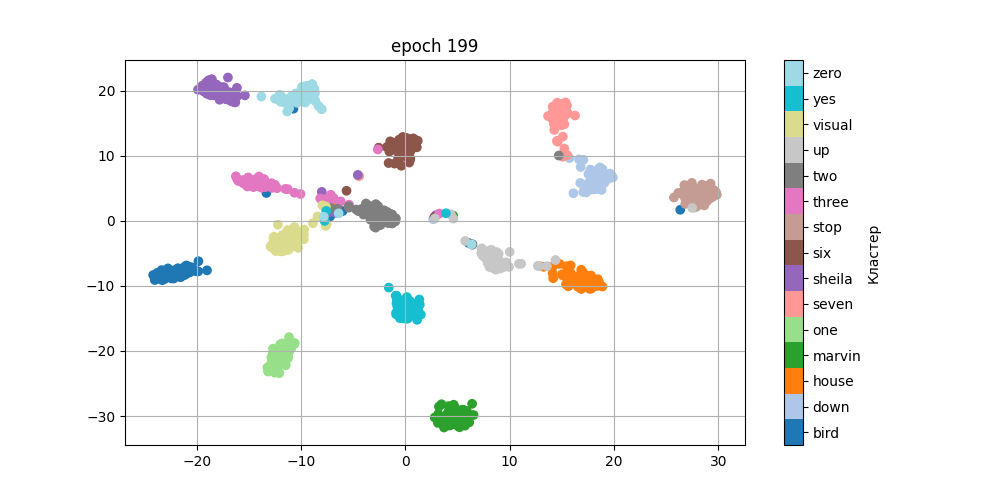 epoch 199
20
10
0
−10
−20
−30
−20
−10
0
10
20
30
zero
yes
visual
up
two
three
stop
six
sheila
seven
one
marvin
house
down
bird
Кластер